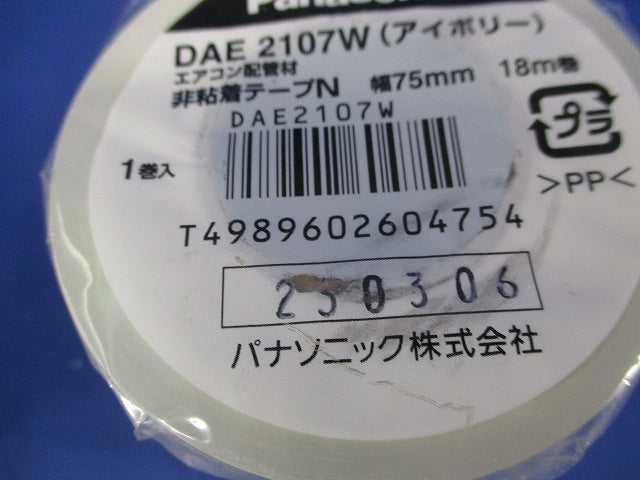 Panasonic
DAE 2107W(アイボリー)
エアコン配管材
非粘着テープN 幅75mm 18m巻
DAE2107W
1巻入
プラ
>PP<
T4989602604754
250306
パナソニック株式会社